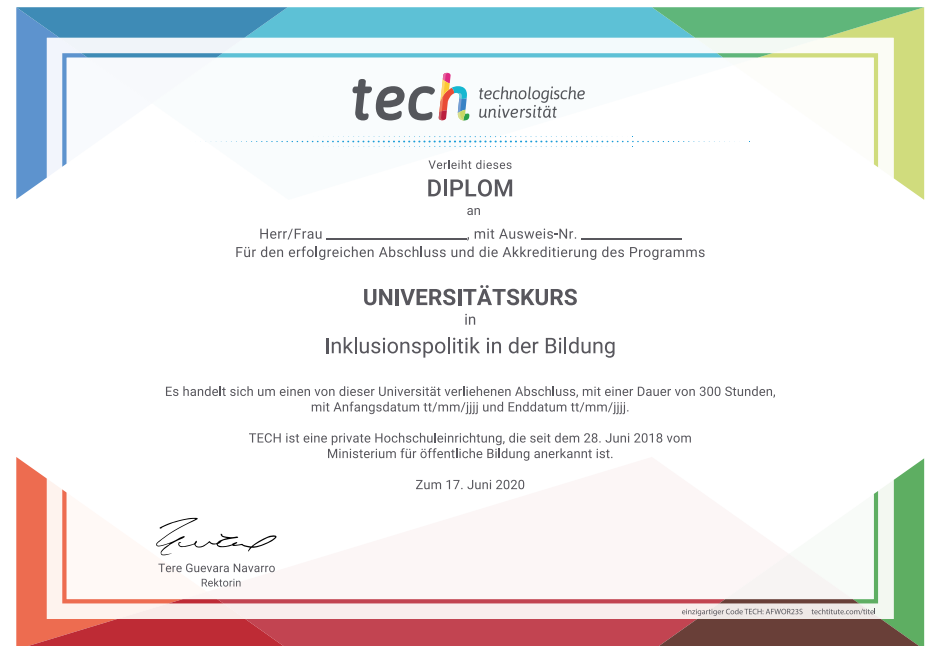 tech technologische
universität
Verleiht dieses
DIPLOM
an
Herr/Frau ____________________, mit Ausweis-Nr. ______________
Für den erfolgreichen Abschluss und die Akkreditierung des Programms
UNIVERSITÄTSKURS
in
Inklusionspolitik in der Bildung
Es handelt sich um einen von dieser Universität verliehenen Abschluss, mit einer Dauer von 300 Stunden,
mit Anfangsdatum tt/mm/jjjj und Enddatum tt/mm/jjjj.
TECH ist eine private Hochschuleinrichtung, die seit dem 28. Juni 2018 vom
Ministerium für öffentliche Bildung anerkannt ist.
Zum 17. Juni 2020
Tere Guevara Navarro
Rektorin
einzigartiger Code TECH: AFWOR23S techtitute.com/titel